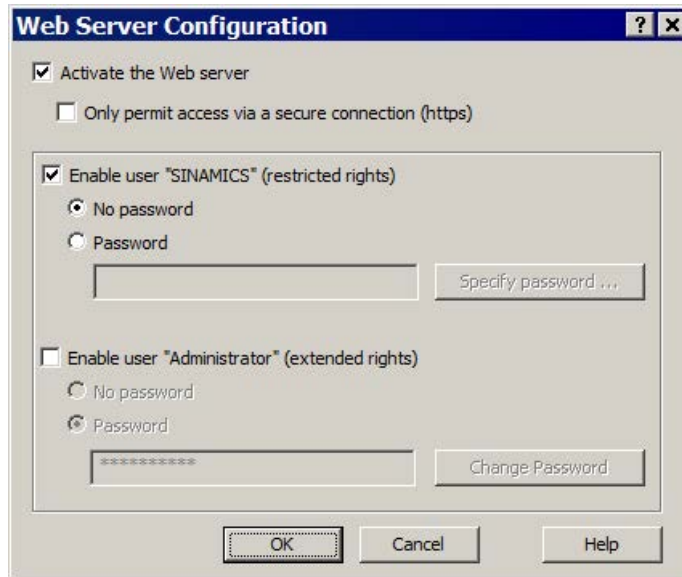 Web Server Configuration
Activate the Web server
Only permit access via a secure connection (https)
Enable user "SINAMICS" (restricted rights)
No password
Password
Specify password ...
Enable user "Administrator" (extended rights)
No password
Password
********** Change Password
OK Cancel Help